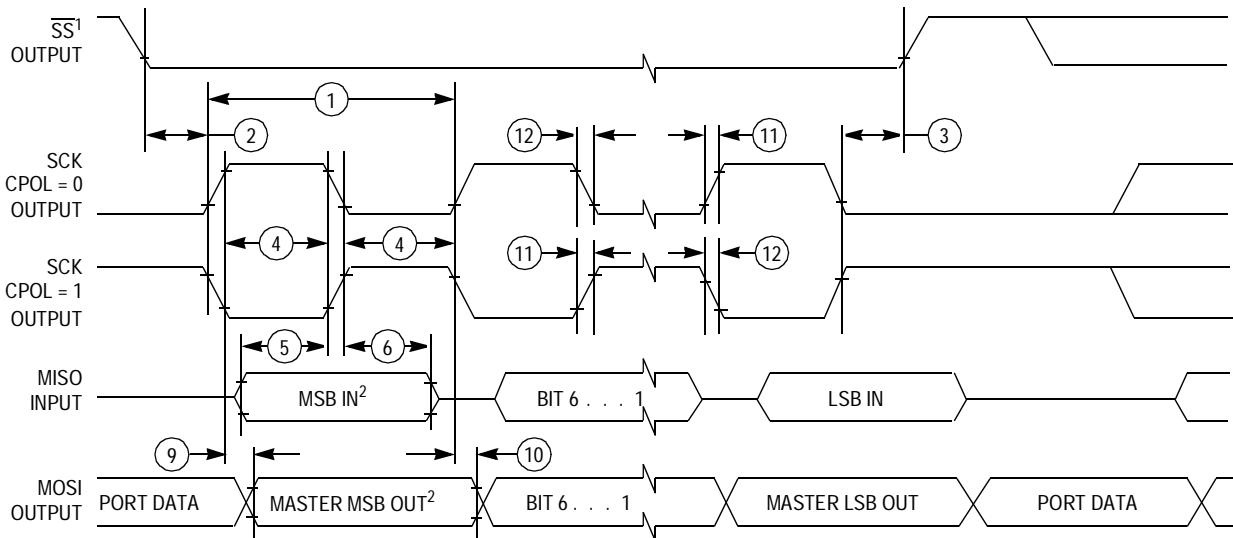 SS¹
OUTPUT
1
2
12
11
3
SCK
CPOL = 0
OUTPUT
4
4
SCK
CPOL = 1
OUTPUT
11
12
5
6
MISO
INPUT
MSB IN²
BIT 6 . . . 1
LSB IN
9
10
MOSI
OUTPUT
PORT DATA
MASTER MSB OUT²
BIT 6 . . . 1
MASTER LSB OUT
PORT DATA